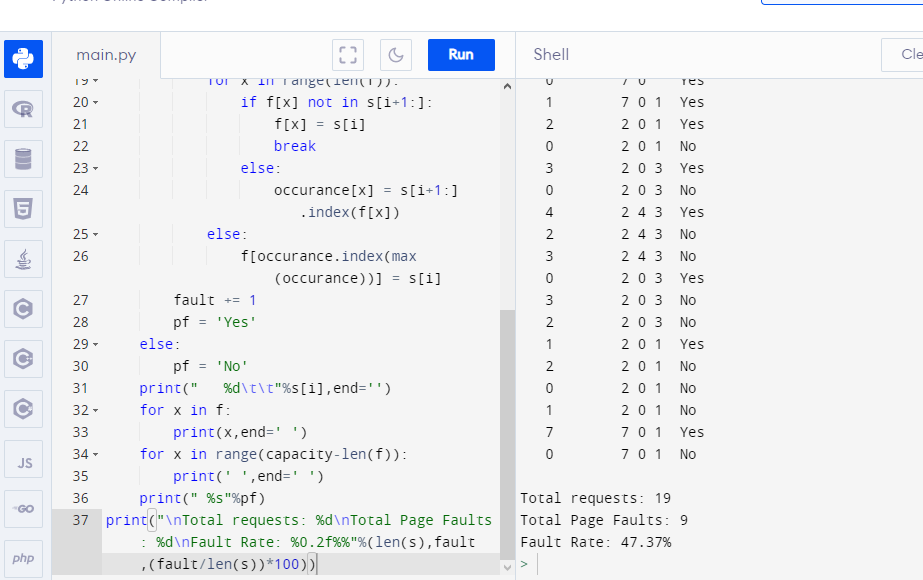 Python Online Compiler
main.py
Run
Shell
Cle
19 for x in range(len(f)):
20 if f[x] not in s[i+1:]:
21 f[x] = s[i]
22 break
23 else:
24 occurance[x] = s[i+1:]
.index(f[x])
25 else:
26 f[occurance.index(max
(occurance))] = s[i]
27 fault += 1
28 pf = 'Yes'
29 else:
30 pf = 'No'
31 print("   %d\t\t"%s[i],end='')
32 for x in f:
33 print(x,end=' ')
34 for x in range(capacity-len(f)):
35 print(' ',end=' ')
36 print(" %s"%pf)
37 print("\nTotal requests: %d\nTotal Page Faults
: %d\nFault Rate: %0.2f%%"%(len(s),fault
,(fault/len(s))*100))
0 7 0 Yes
1 7 0 1 Yes
2 2 0 1 Yes
0 2 0 1 No
3 2 0 3 Yes
0 2 0 3 No
4 2 4 3 Yes
2 2 4 3 No
3 2 4 3 No
0 2 0 3 Yes
3 2 0 3 No
2 2 0 3 No
1 2 0 1 Yes
2 2 0 1 No
0 2 0 1 No
1 2 0 1 No
7 7 0 1 Yes
0 7 0 1 No
Total requests: 19
Total Page Faults: 9
Fault Rate: 47.37%
>
R
5
C
C
C
JS
GO
php